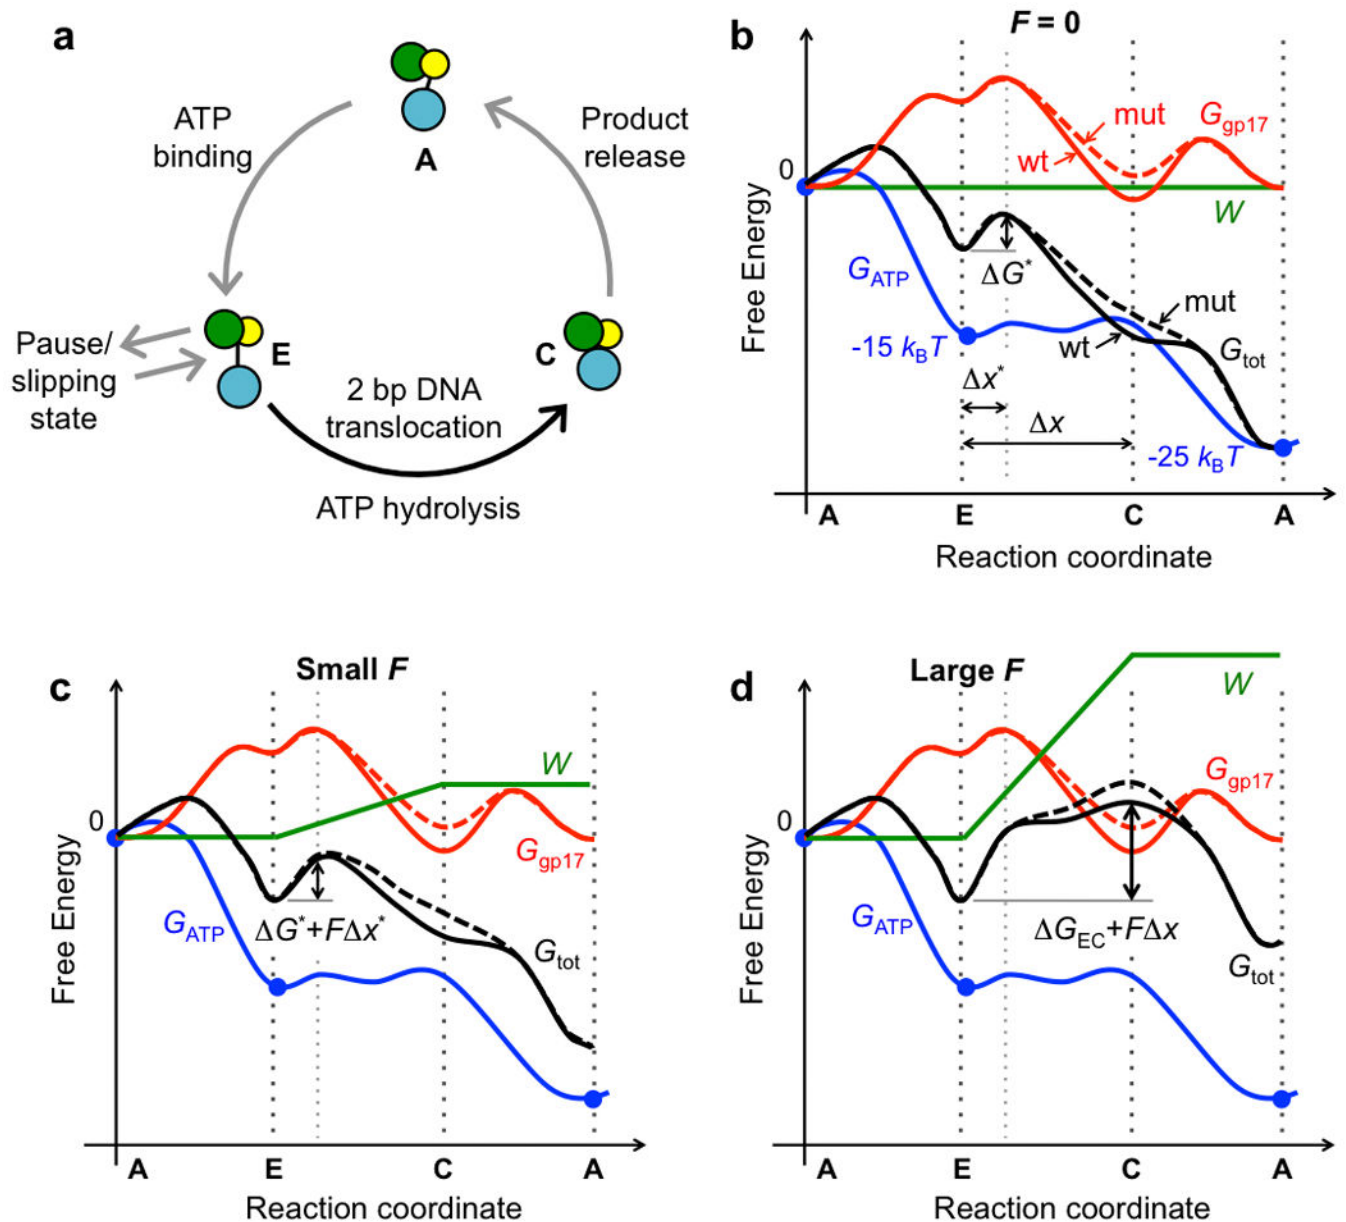 a
ATP
binding
A
Product
release
Pause/
slipping
state
E
C
2 bp DNA
translocation
ATP hydrolysis
b
F = 0
Free Energy
0
mut
wt
G_gp17
W
G_ATP
ΔG*
mut
wt
G_tot
-15 k_BT
Δx*
Δx
-25 k_BT
A E C A
Reaction coordinate
c
Small F
Free Energy
0
W
G_gp17
G_ATP
ΔG*+FΔx*
G_tot
A E C A
Reaction coordinate
d
Large F
Free Energy
0
W
G_gp17
G_ATP
ΔG_EC+FΔx
G_tot
A E C A
Reaction coordinate